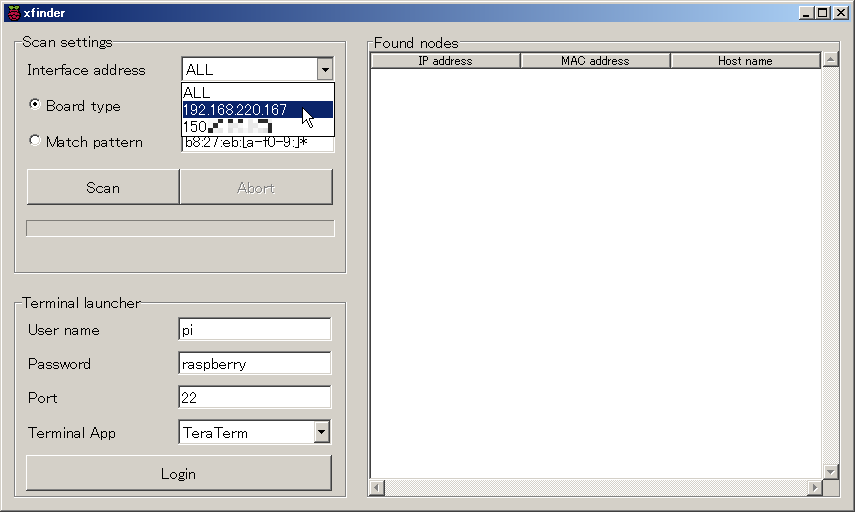 xfinder
Scan settings
Interface address
ALL
ALL
192.168.220.167
150
Board type
Match pattern
b8:27:eb:[a-f0-9:]*
Scan
Abort
Terminal launcher
User name
pi
Password
raspberry
Port
22
Terminal App
TeraTerm
Login
Found nodes
IP address
MAC address
Host name